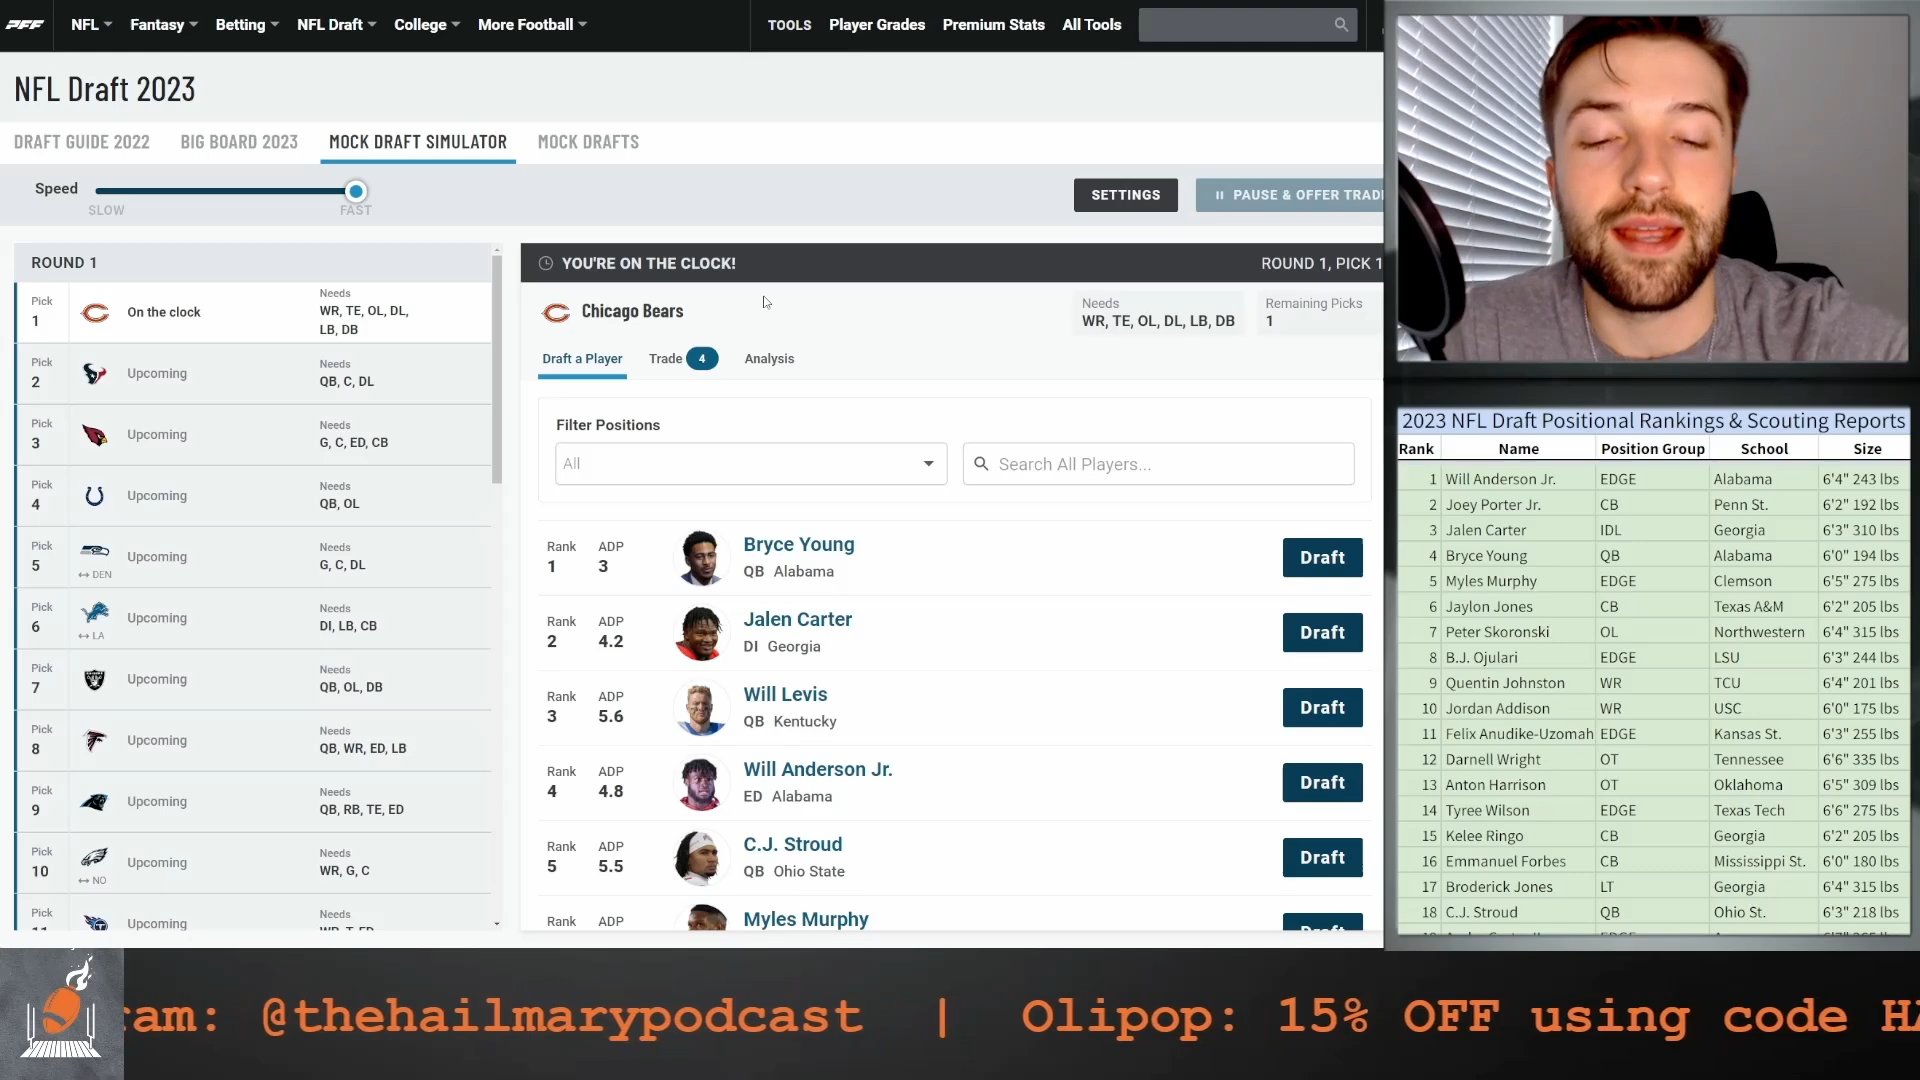 PFF NFL Fantasy Betting NFL Draft College More Football TOOLS Player Grades Premium Stats All Tools
NFL Draft 2023
DRAFT GUIDE 2022 BIG BOARD 2023 MOCK DRAFT SIMULATOR MOCK DRAFTS
Speed
SLOW FAST
SETTINGS PAUSE & OFFER TRAD
ROUND 1
Pick 1 On the clock Needs WR, TE, OL, DL,
LB, DB
Pick 2 Upcoming Needs QB, C, DL
Pick 3 Upcoming Needs G, C, ED, CB
Pick 4 Upcoming Needs QB, OL
Pick 5 ↔ DEN Upcoming Needs G, C, DL
Pick 6 ↔ LA Upcoming Needs DI, LB, CB
Pick 7 Upcoming Needs QB, OL, DB
Pick 8 Upcoming Needs QB, WR, ED, LB
Pick 9 Upcoming Needs QB, RB, TE, ED
Pick 10 ↔ NO Upcoming Needs WR, G, C
Pick 11 Upcoming Needs
YOU'RE ON THE CLOCK! ROUND 1, PICK 1
Chicago Bears
Needs
WR, TE, OL, DL, LB, DB
Remaining Picks
1
Draft a Player Trade 4 Analysis
Filter Positions
All Search All Players...
Rank 1 ADP 3 Bryce Young QB Alabama Draft
Rank 2 ADP 4.2 Jalen Carter DI Georgia Draft
Rank 3 ADP 5.6 Will Levis QB Kentucky Draft
Rank 4 ADP 4.8 Will Anderson Jr. ED Alabama Draft
Rank 5 ADP 5.5 C.J. Stroud QB Ohio State Draft
Rank ADP Myles Murphy Draft
2023 NFL Draft Positional Rankings & Scouting Reports
Rank Name Position Group School Size
1 Will Anderson Jr. EDGE Alabama 6'4" 243 lbs
2 Joey Porter Jr. CB Penn St. 6'2" 192 lbs
3 Jalen Carter IDL Georgia 6'3" 310 lbs
4 Bryce Young QB Alabama 6'0" 194 lbs
5 Myles Murphy EDGE Clemson 6'5" 275 lbs
6 Jaylon Jones CB Texas A&M 6'2" 205 lbs
7 Peter Skoronski OL Northwestern 6'4" 315 lbs
8 B.J. Ojulari EDGE LSU 6'3" 244 lbs
9 Quentin Johnston WR TCU 6'4" 201 lbs
10 Jordan Addison WR USC 6'0" 175 lbs
11 Felix Anudike-Uzomah EDGE Kansas St. 6'3" 255 lbs
12 Darnell Wright OT Tennessee 6'6" 335 lbs
13 Anton Harrison OT Oklahoma 6'5" 309 lbs
14 Tyree Wilson EDGE Texas Tech 6'6" 275 lbs
15 Kelee Ringo CB Georgia 6'2" 205 lbs
16 Emmanuel Forbes CB Mississippi St. 6'0" 180 lbs
17 Broderick Jones LT Georgia 6'4" 315 lbs
18 C.J. Stroud QB Ohio St. 6'3" 218 lbs
ram: @thehailmarypodcast | Olipop: 15% OFF using code HA